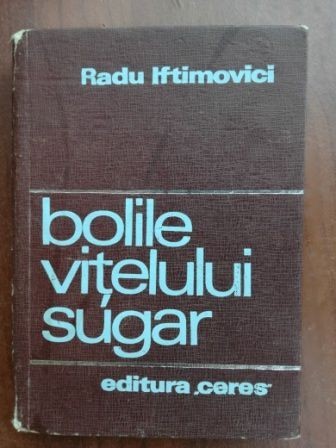 Radu Iftimovici
bolile
vițelului
sugar
editura „ceres"